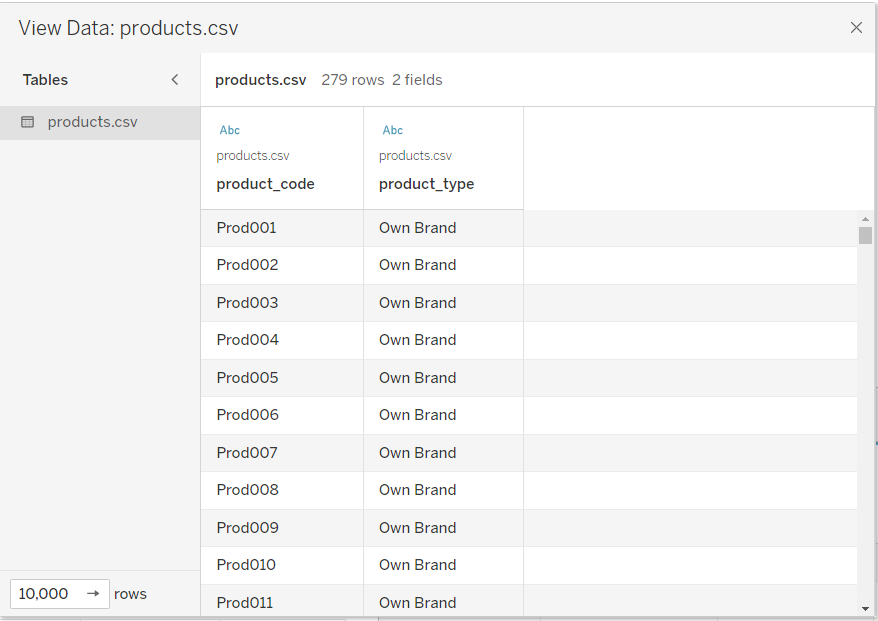 View Data: products.csv
Tables
products.csv 279 rows 2 fields
products.csv
Abc Abc
products.csv products.csv
product_code product_type
Prod001 Own Brand
Prod002 Own Brand
Prod003 Own Brand
Prod004 Own Brand
Prod005 Own Brand
Prod006 Own Brand
Prod007 Own Brand
Prod008 Own Brand
Prod009 Own Brand
Prod010 Own Brand
Prod011 Own Brand
10,000 → rows